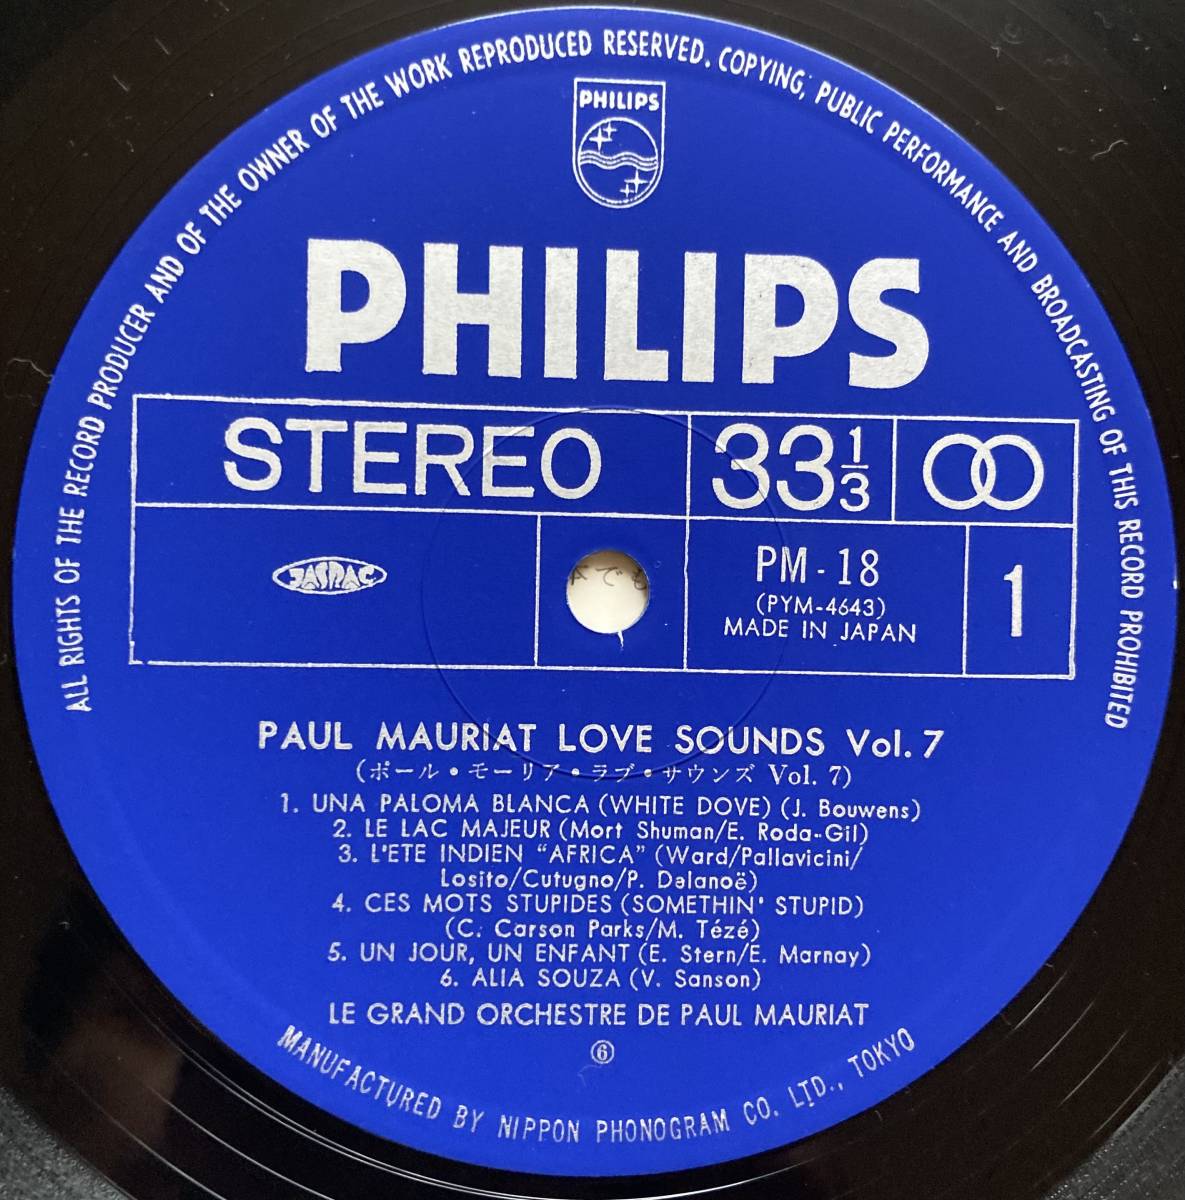 ALL RIGHTS OF THE RECORD PRODUCER AND OF THE OWNER OF THE WORK REPRODUCED RESERVED. COPYING, PUBLIC PERFORMANCE AND BROADCASTING OF THIS RECORD PROHIBITED
PHILIPS
PHILIPS
STEREO 33 1/3
JASRAC
PM-18
(PYM-4643)
MADE IN JAPAN
1
でも
PAUL MAURIAT LOVE SOUNDS Vol. 7
(ポール・モーリア・ラブ・サウンズ Vol. 7)
1. UNA PALOMA BLANCA (WHITE DOVE) (J. Bouwens)
2. LE LAC MAJEUR (Mort Shuman/E. Roda-Gil)
3. L'ETE INDIEN "AFRICA" (Ward/Pallavicini/
Losito/Cutugno/P. Delanoë)
4. CES MOTS STUPIDES (SOMETHIN' STUPID)
(C. Carson Parks/M. Tézé)
5. UN JOUR, UN ENFANT (E. Stern/E. Marnay)
6. ALIA SOUZA (V. Sanson)
LE GRAND ORCHESTRE DE PAUL MAURIAT
⑥
MANUFACTURED BY NIPPON PHONOGRAM CO. LTD., TOKYO